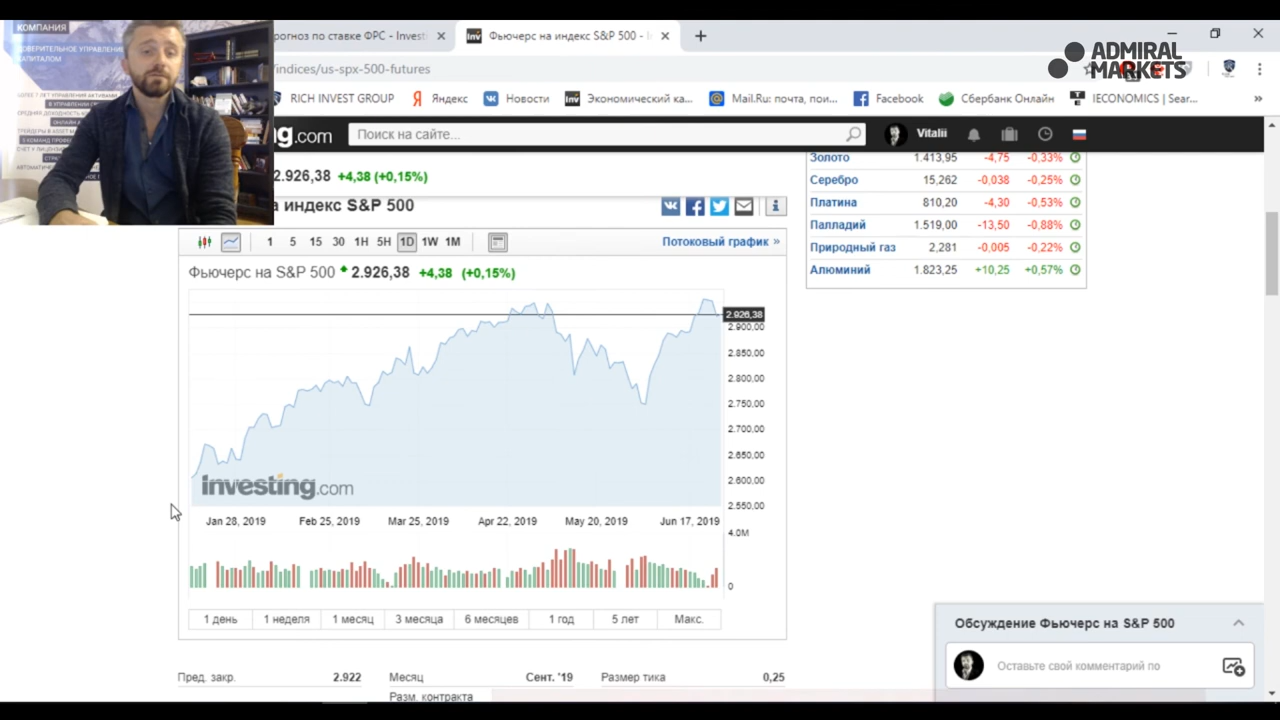 КОМПАНИЯ
ДОВЕРИТЕЛЬНОЕ УПРАВЛЕНИЕ
КАПИТАЛОМ
рогноз по ставке ФРС - Investi
Фьючерс на индекс S&P 500 - I
ADMIRAL
MARKETS
/indices/us-spx-500-futures
RICH INVEST GROUP
Яндекс
Новости
Inv
Экономический ка...
Mail.Ru: почта, пои...
Facebook
Сбербанк Онлайн
IECONOMICS | Sear...
»
ng.com
Поиск на сайте...
Vitalii
2.926,38 +4,38 (+0,15%)
а индекс S&P 500
Золото 1.413,95 -4,75 -0,33%
Серебро 15,262 -0,038 -0,25%
Платина 810,20 -4,30 -0,53%
Палладий 1.519,00 -13,50 -0,88%
Природный газ 2,281 -0,005 -0,22%
Алюминий 1.823,25 +10,25 +0,57%
1 5 15 30 1H 5H 1D 1W 1M
Потоковый график »
Фьючерс на S&P 500 2.926,38 +4,38 (+0,15%)
2.926,38
2.900,00
2.850,00
2.800,00
2.750,00
2.700,00
2.650,00
2.600,00
2.550,00
investing.com
Jan 28, 2019 Feb 25, 2019 Mar 25, 2019 Apr 22, 2019 May 20, 2019 Jun 17, 2019
4.0M
0
1 день 1 неделя 1 месяц 3 месяца 6 месяцев 1 год 5 лет Макс.
Обсуждение Фьючерс на S&P 500
Оставьте свой комментарий по
Пред. закр. 2.922
Месяц Сент. '19
Размер тика 0,25
Разм. контракта